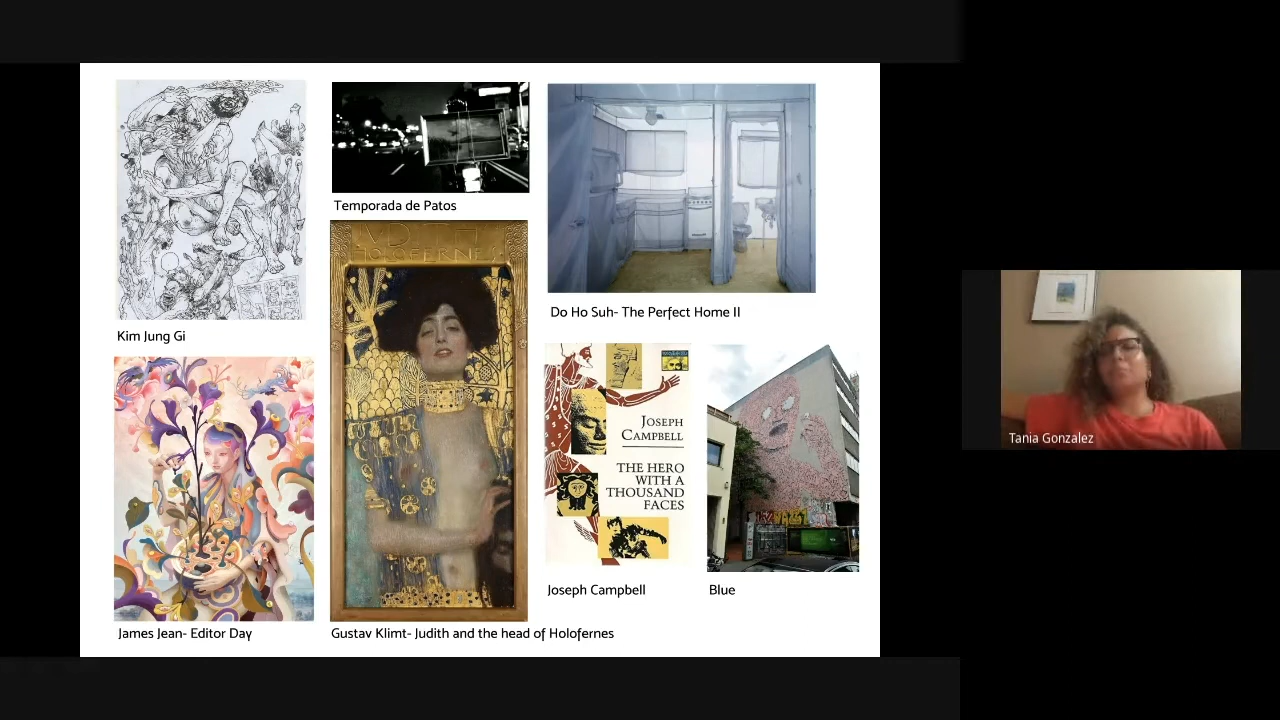 Temporada de Patos
JUDITH
HOLOFERNES
Do Ho Suh- The Perfect Home II
Kim Jung Gi
JOSEPH
CAMPBELL
THE HERO
WITH A
THOUSAND
FACES
Tania Gonzalez
Joseph Campbell
Blue
James Jean- Editor Day
Gustav Klimt- Judith and the head of Holofernes